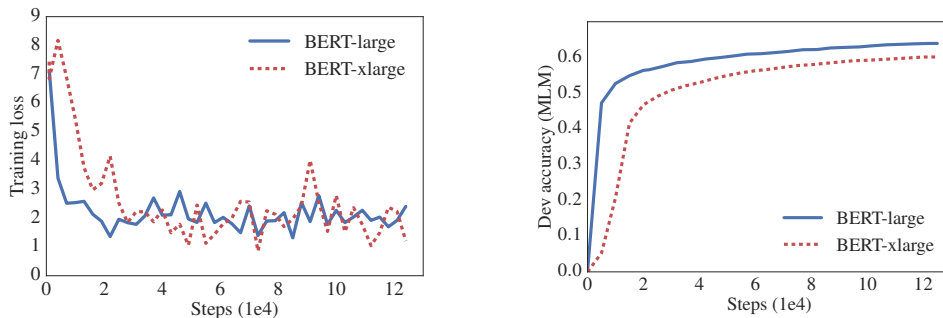 Training loss
9
8
7
6
5
4
3
2
1
0
BERT-large
BERT-xlarge
0 2 4 6 8 10 12
Steps (1e4)
Dev accuracy (MLM)
0.6
0.5
0.4
0.3
0.2
0.1
0.0
BERT-large
BERT-xlarge
0 2 4 6 8 10 12
Steps (1e4)